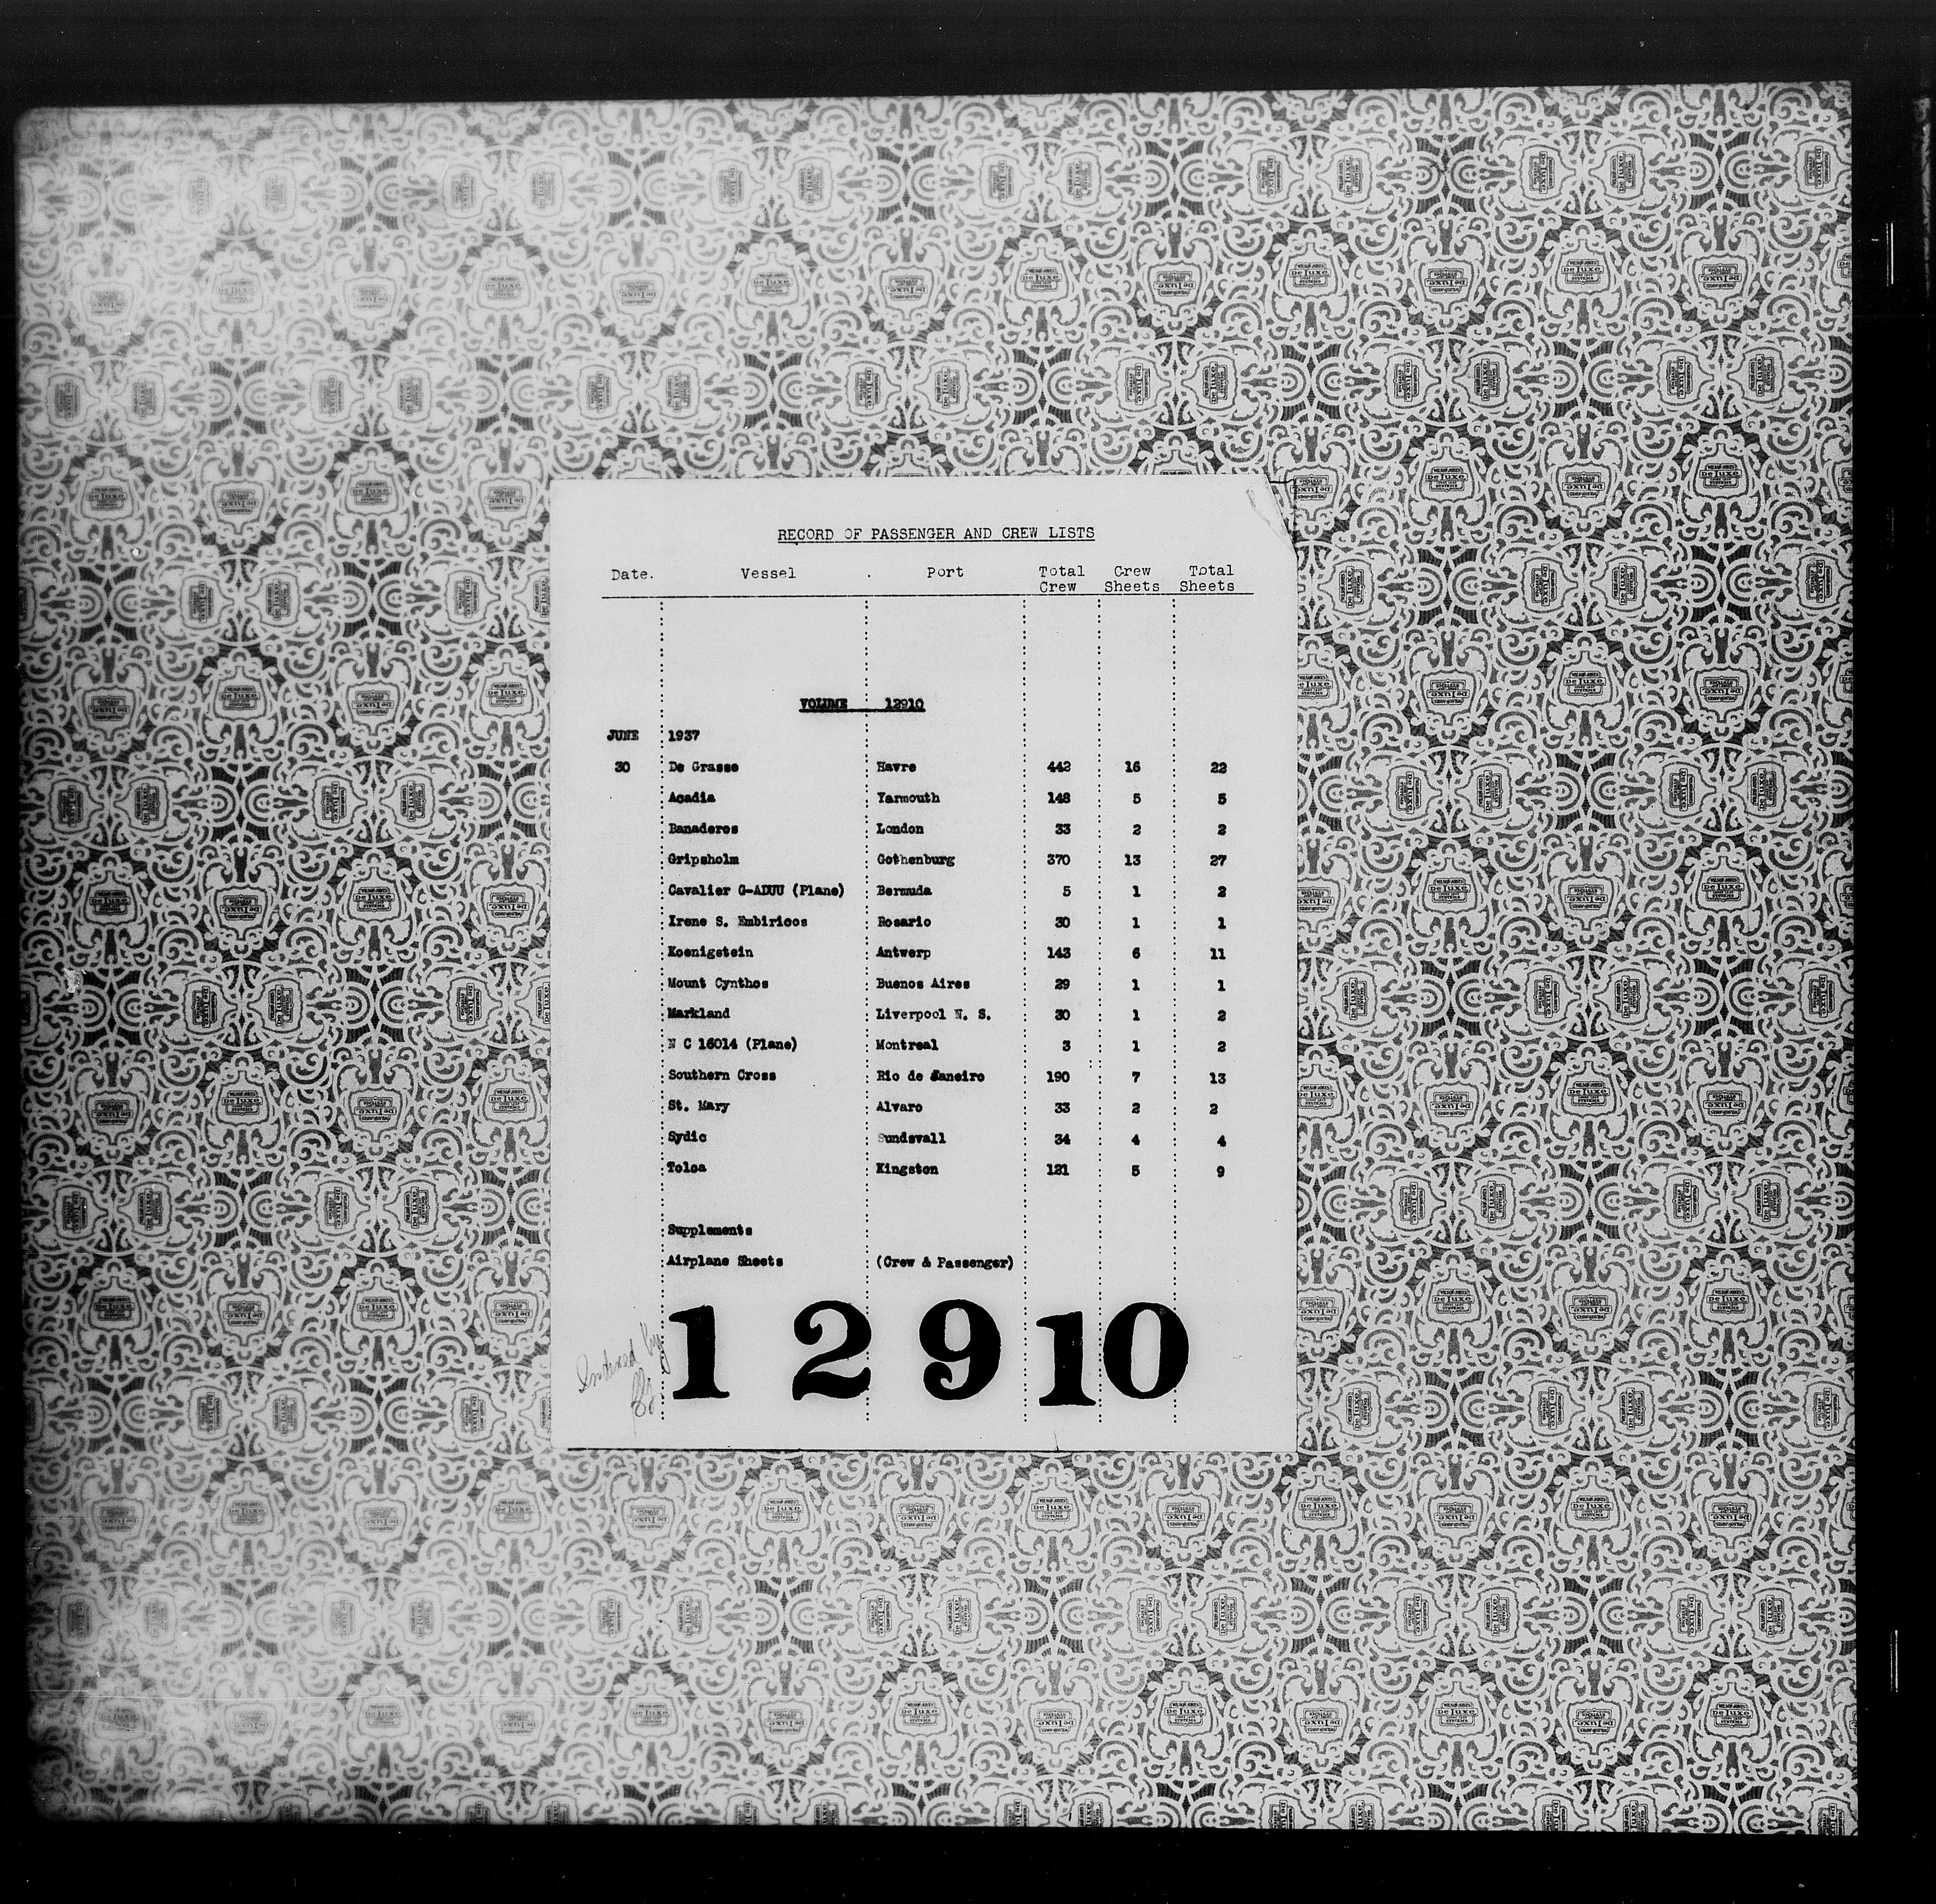 RECORD OF PASSENGER AND CREW LISTS
Date. Vessel Port Total Crew Crew Sheets Total Sheets
VOLUME 12910
JUNE 1937
30 De Grasse Havre 442 16 22
Acadia Yarmouth 148 5 5
Banaderos London 33 2 2
Gripsholm Gothenburg 370 13 27
Cavalier G-ADUU (Plane) Bermuda 5 1 2
Irene S. Embiricos Rosario 30 1 1
Koenigstein Antwerp 143 6 11
Mount Cynthos Buenos Aires 29 1 1
Markland Liverpool N. S. 30 1 2
N C 16014 (Plane) Montreal 3 1 2
Southern Cross Rio de Janeiro 190 7 13
St. Mary Alvaro 33 2 2
Sydic Sundsvall 34 4 4
Toloa Kingston 121 5 9
Supplements
Airplane Sheets (Crew & Passenger)
12910
Indexed by